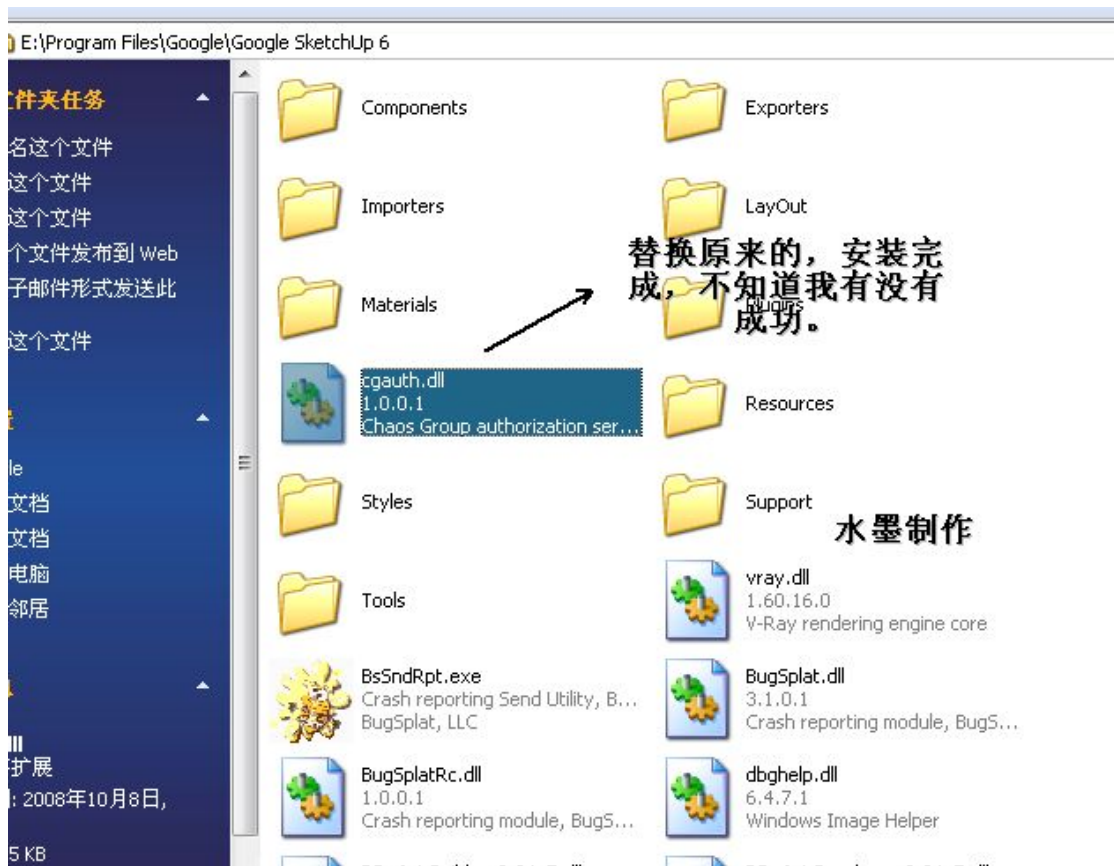 E:\Program Files\Google\Google SketchUp 6
件夹任务
名这个文件
这个文件
这个文件
个文件发布到 Web
子邮件形式发送此
这个文件
le
文档
文档
电脑
邻居
扩展
: 2008年10月8日,
5 KB
Components
Exporters
Importers
LayOut
替换原来的，安装完
成，不知道我有没有
成功。
Materials
Plugins
cgauth.dll
1.0.0.1
Chaos Group authorization ser...
Resources
Styles
Support
水墨制作
Tools
vray.dll
1.60.16.0
V-Ray rendering engine core
BsSndRpt.exe
Crash reporting Send Utility, B...
BugSplat, LLC
BugSplat.dll
3.1.0.1
Crash reporting module, BugS...
BugSplatRc.dll
1.0.0.1
Crash reporting module, BugS...
dbghelp.dll
6.4.7.1
Windows Image Helper